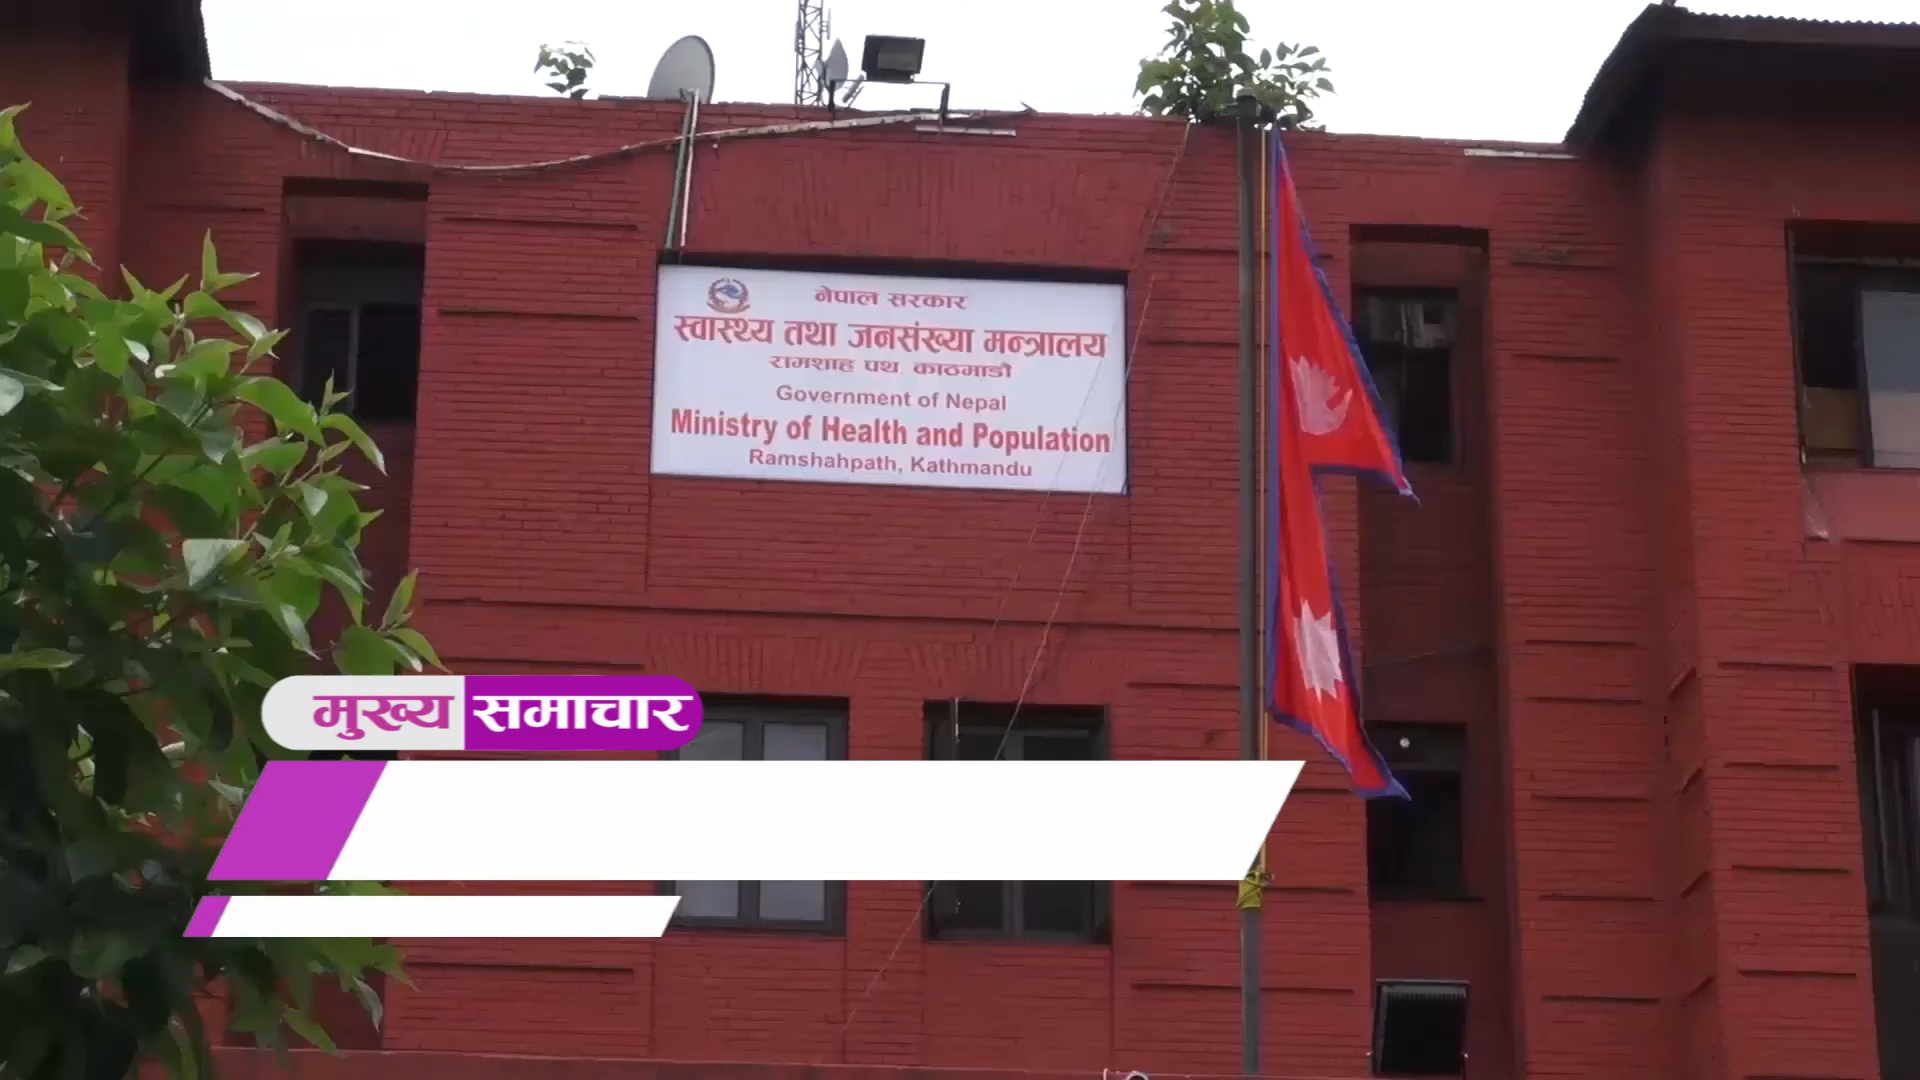 नेपाल सरकार
स्वास्थ्य तथा जनसंख्या मन्त्रालय
रामशाह पथ काठमाडौं
Government of Nepal
Ministry of Health and Population
Ramshahpath, Kathmandu
मुख्य समाचार